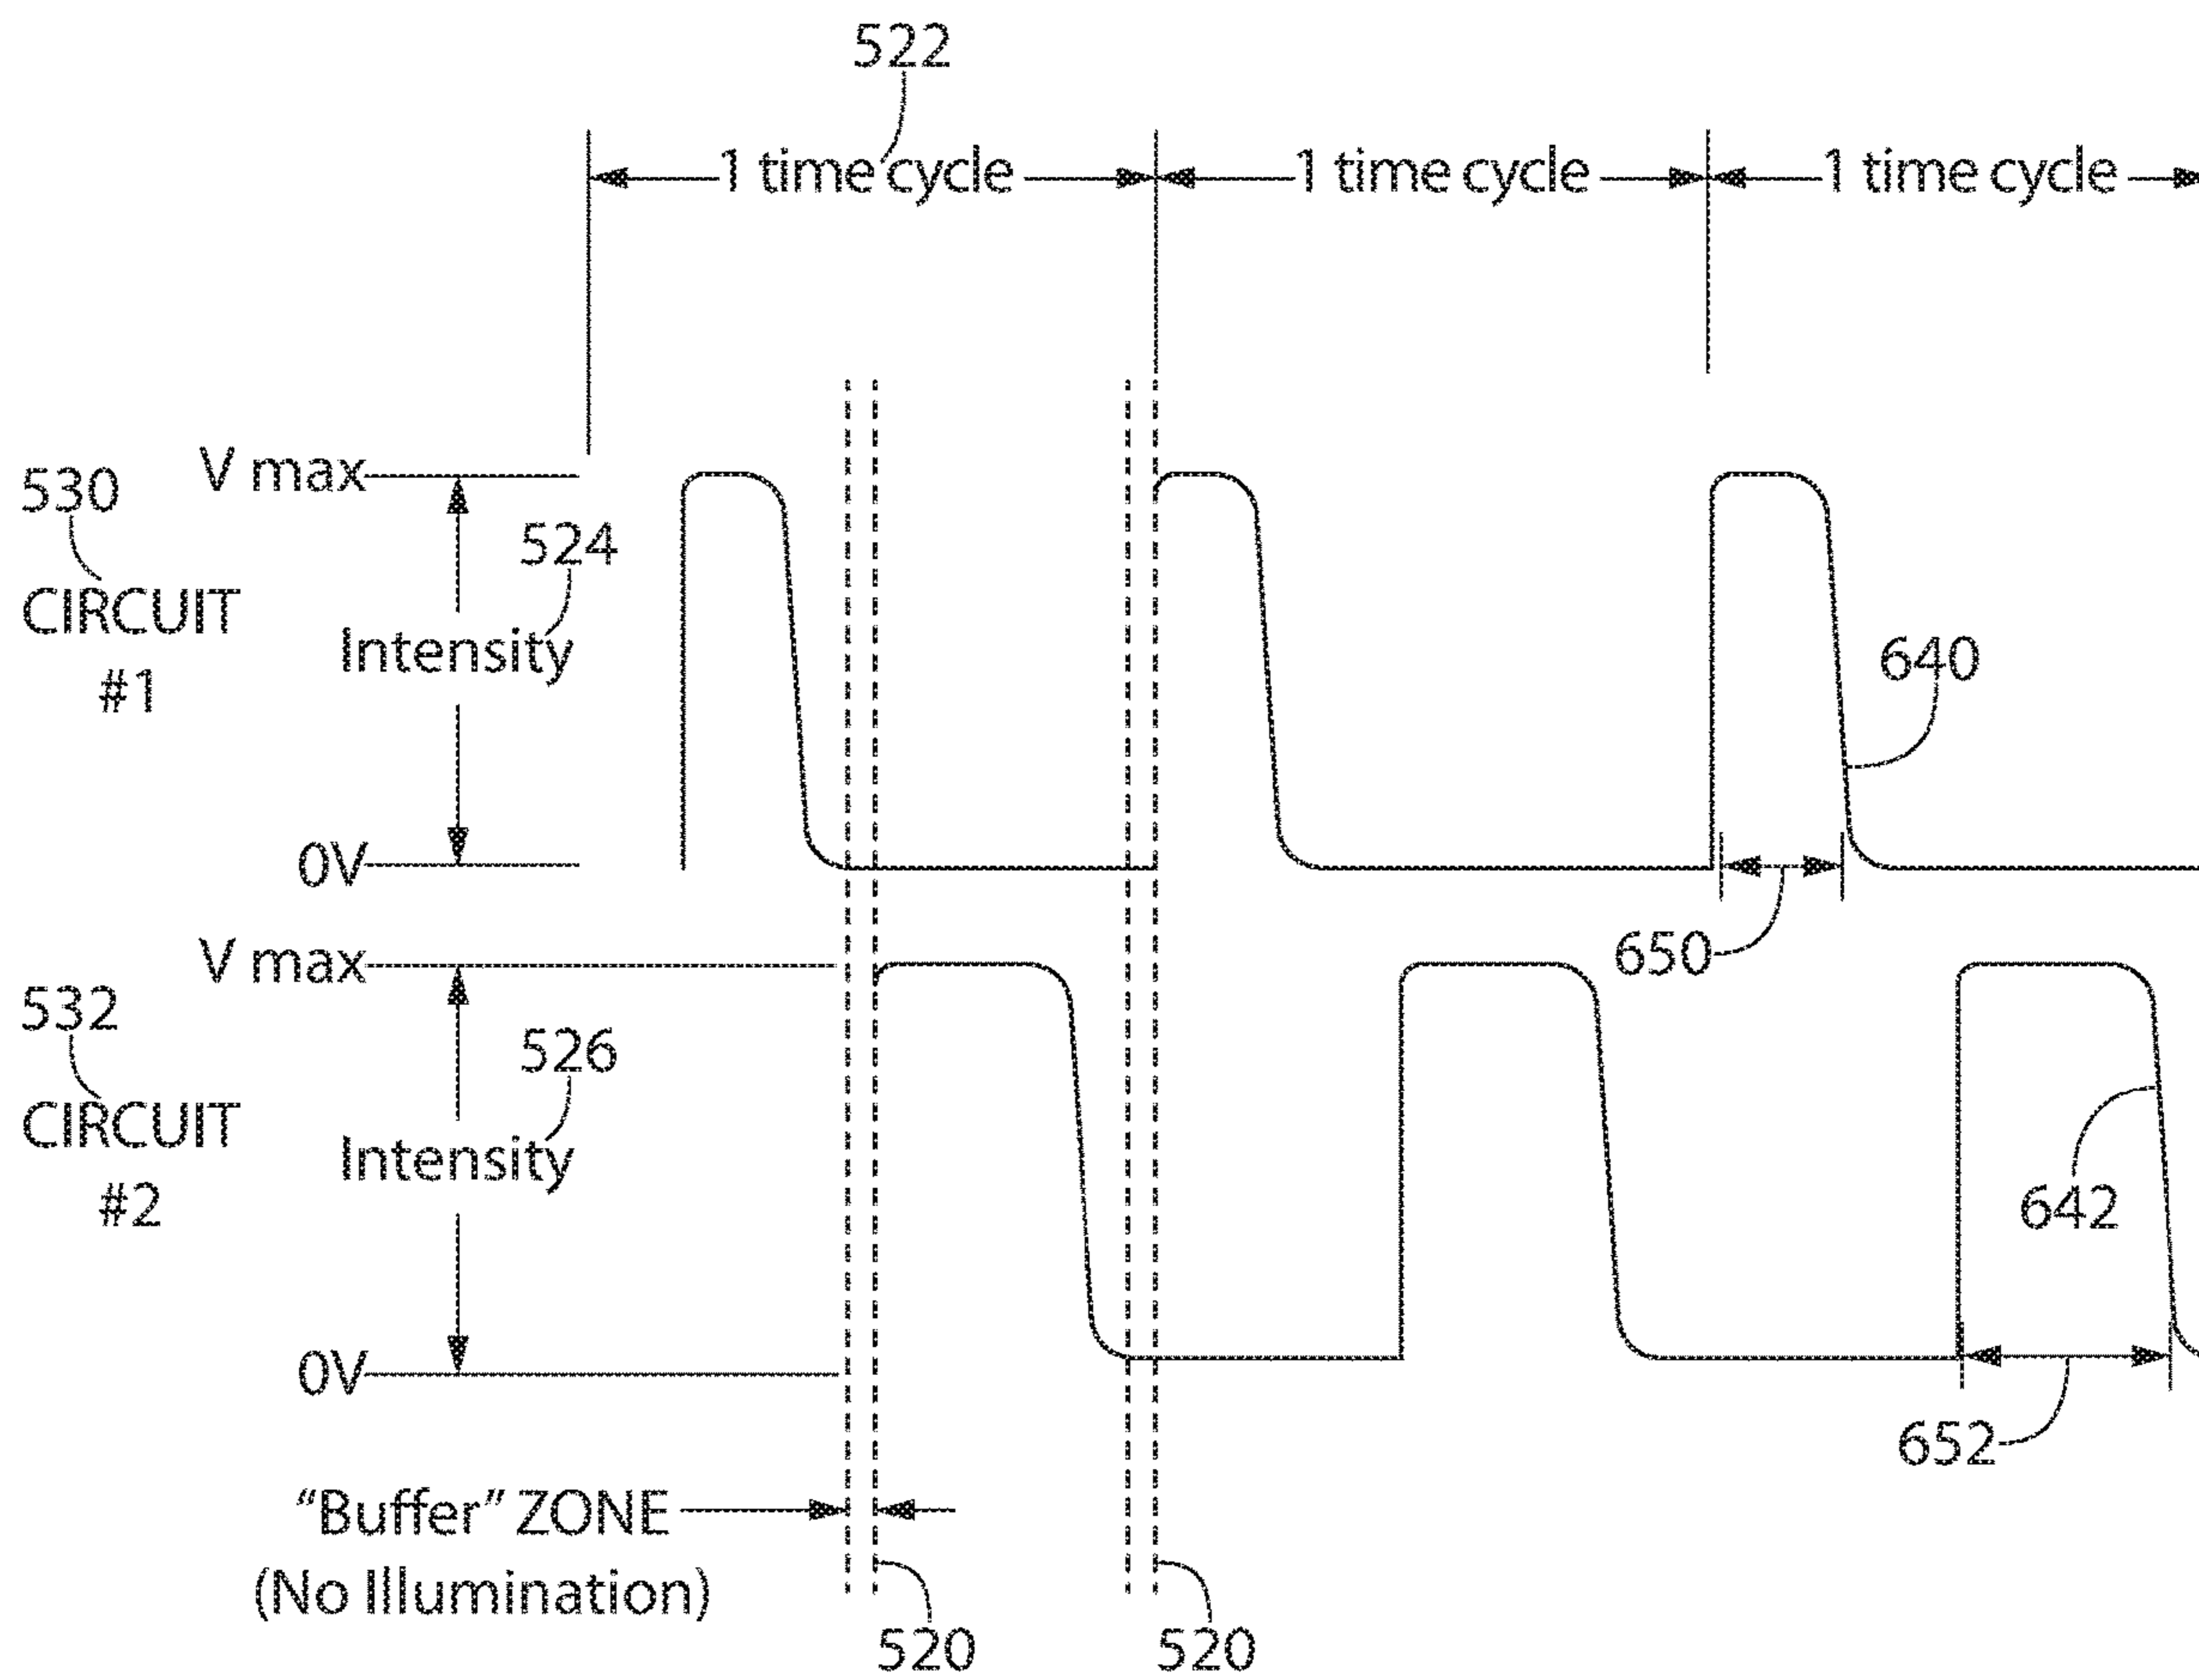 522
1 time cycle
1 time cycle
1 time cycle
530
CIRCUIT
#1
V max
524
Intensity
0V
640
650
532
CIRCUIT
#2
V max
526
Intensity
0V
642
652
“Buffer” ZONE
(No Illumination)
520
520